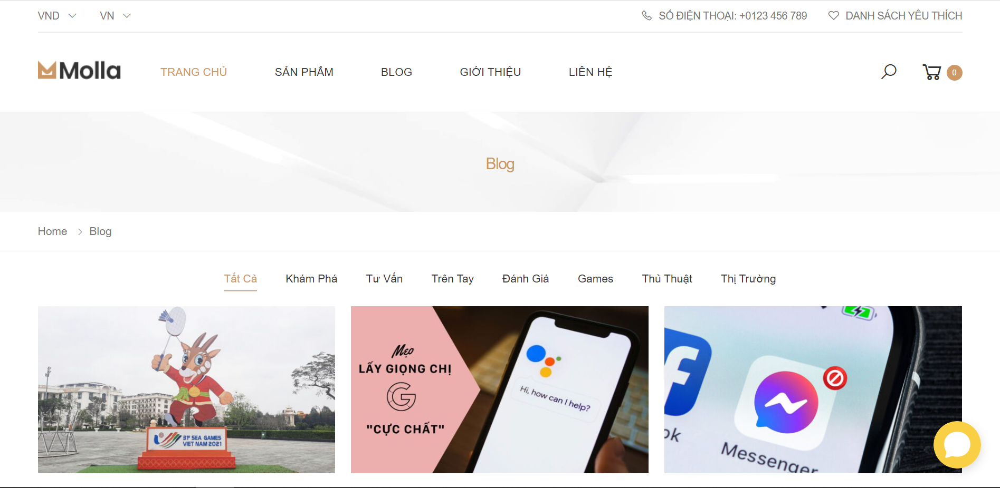 VND VN SỐ ĐIỆN THOẠI: +0123 456 789 DANH SÁCH YÊU THÍCH
Molla TRANG CHỦ SẢN PHẨM BLOG GIỚI THIỆU LIÊN HỆ 0
Blog
Home Blog
Tất Cả Khám Phá Tư Vấn Trên Tay Đánh Giá Games Thủ Thuật Thị Trường
31st SEA GAMES
VIET NAM 2021
Mẹo
LẤY GIỌNG CHỊ
G
"CỰC CHẤT"
Hi, how can I help?
ok
Messenger